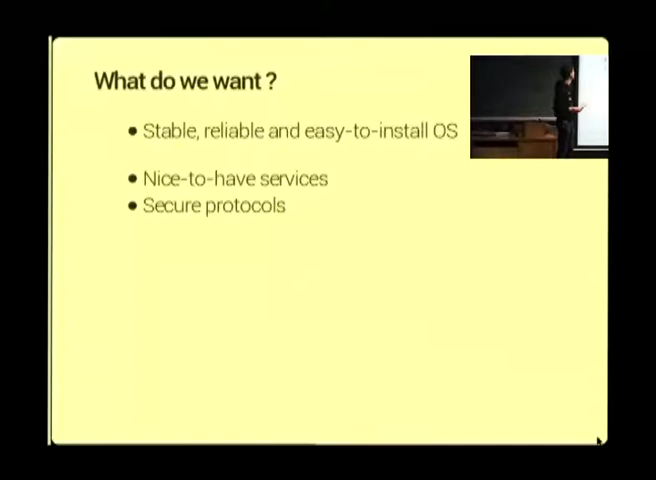 What do we want ?
• Stable, reliable and easy-to-install OS
• Nice-to-have services
• Secure protocols